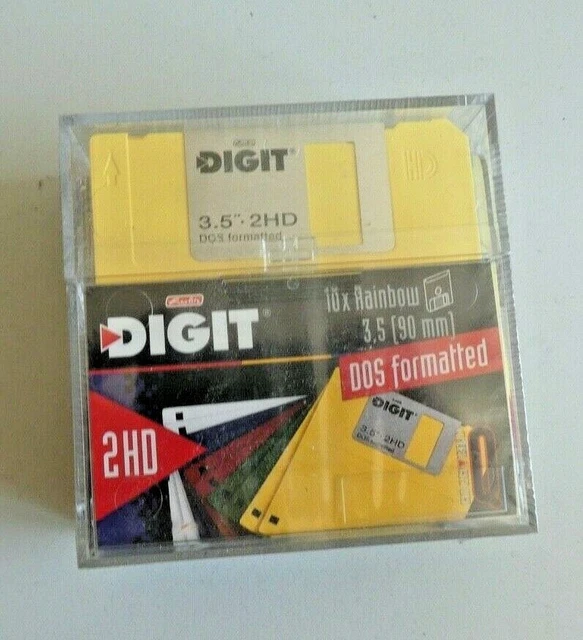 HD
DIGIT®
3.5"· 2HD
DOS formatted
DIGIT®
10x Rainbow
3,5 (90 mm)
DOS formatted
2HD
DIGIT
3.5"· 2HD